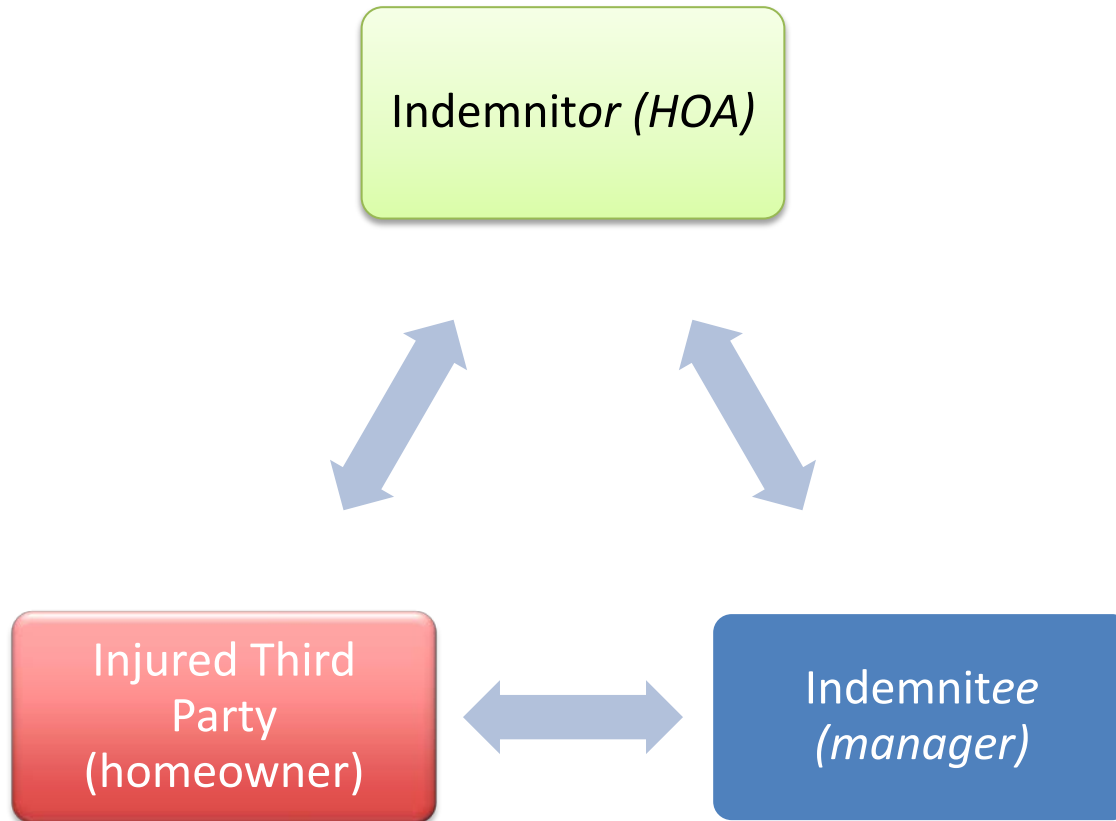 Indemnitor (HOA)
Injured Third
Party
(homeowner)
Indemnitee
(manager)